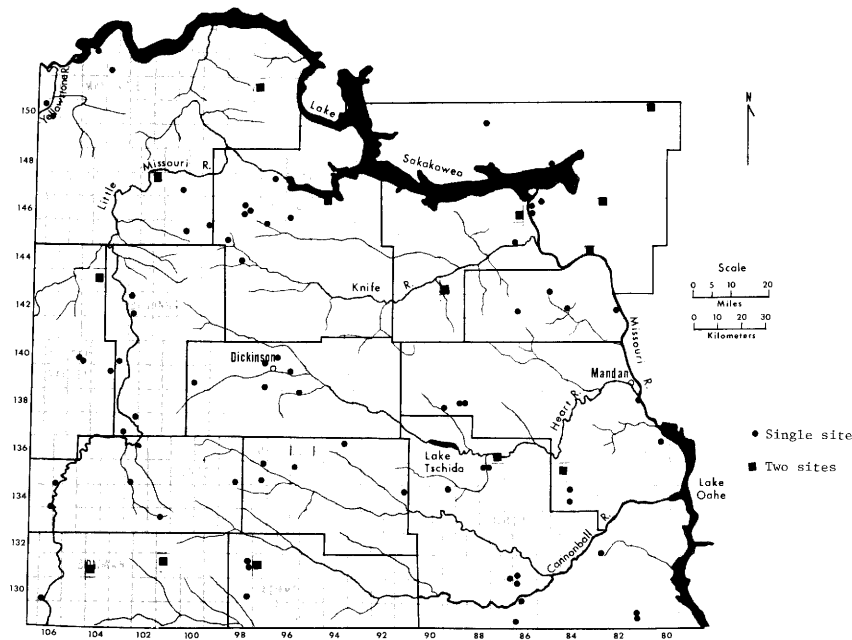 N
YellowstoneR.
150
Lake
Sakakawea
148
Missouri R.
Little
146
144
Scale
0 5 10 20
Miles
0 10 20 30
Kilometers
142
Knife R.
Missouri R.
140
Dickinson
Mandan
138
Heart R.
136
Lake
Tschida
● Single site
■ Two sites
134
Lake
Oahe
132
Cannonball R.
130
106 104 102 100 98 96 94 92 90 88 86 84 82 80